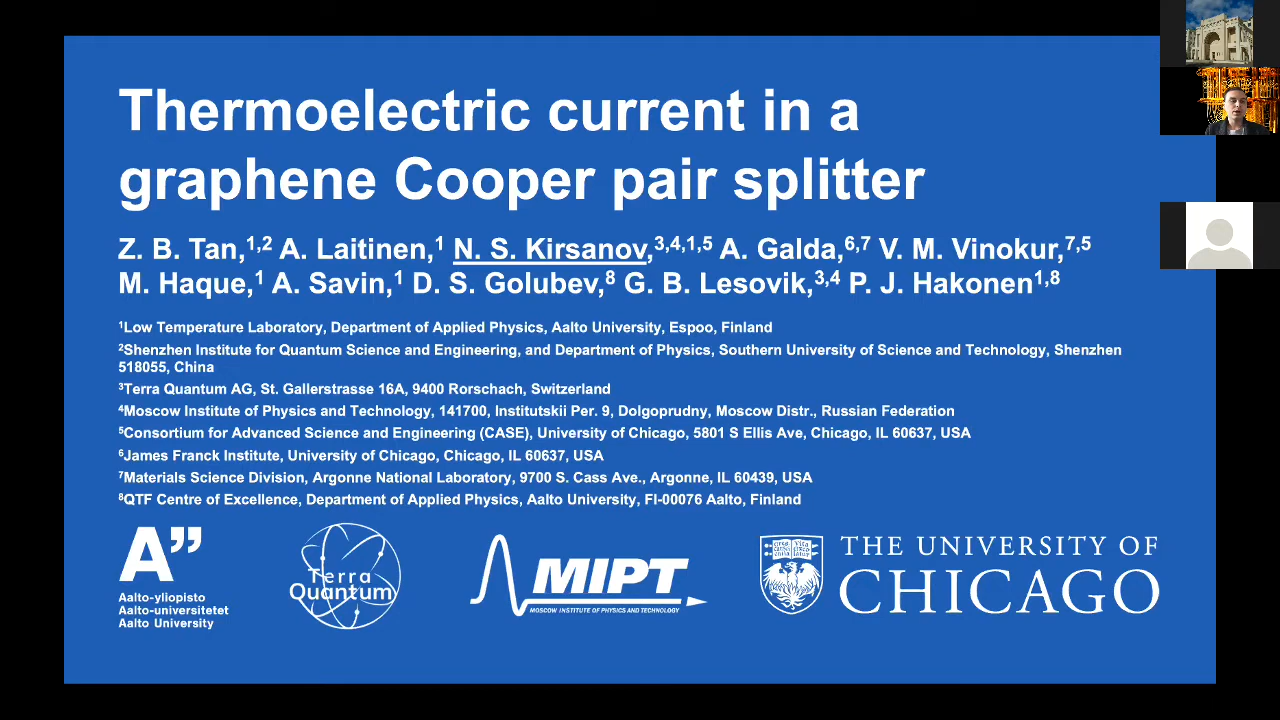 Thermoelectric current in a
graphene Cooper pair splitter
Z. B. Tan,1,2 A. Laitinen,1 N. S. Kirsanov,3,4,1,5 A. Galda,6,7 V. M. Vinokur,7,5
M. Haque,1 A. Savin,1 D. S. Golubev,8 G. B. Lesovik,3,4 P. J. Hakonen1,8
1Low Temperature Laboratory, Department of Applied Physics, Aalto University, Espoo, Finland
2Shenzhen Institute for Quantum Science and Engineering, and Department of Physics, Southern University of Science and Technology, Shenzhen
518055, China
3Terra Quantum AG, St. Gallerstrasse 16A, 9400 Rorschach, Switzerland
4Moscow Institute of Physics and Technology, 141700, Institutskii Per. 9, Dolgoprudny, Moscow Distr., Russian Federation
5Consortium for Advanced Science and Engineering (CASE), University of Chicago, 5801 S Ellis Ave, Chicago, IL 60637, USA
6James Franck Institute, University of Chicago, Chicago, IL 60637, USA
7Materials Science Division, Argonne National Laboratory, 9700 S. Cass Ave., Argonne, IL 60439, USA
8QTF Centre of Excellence, Department of Applied Physics, Aalto University, FI-00076 Aalto, Finland
A”
Aalto-yliopisto
Aalto-universitetet
Aalto University
Terra
Quantum
MIPT
MOSCOW INSTITUTE OF PHYSICS AND TECHNOLOGY
THE UNIVERSITY OF
CHICAGO